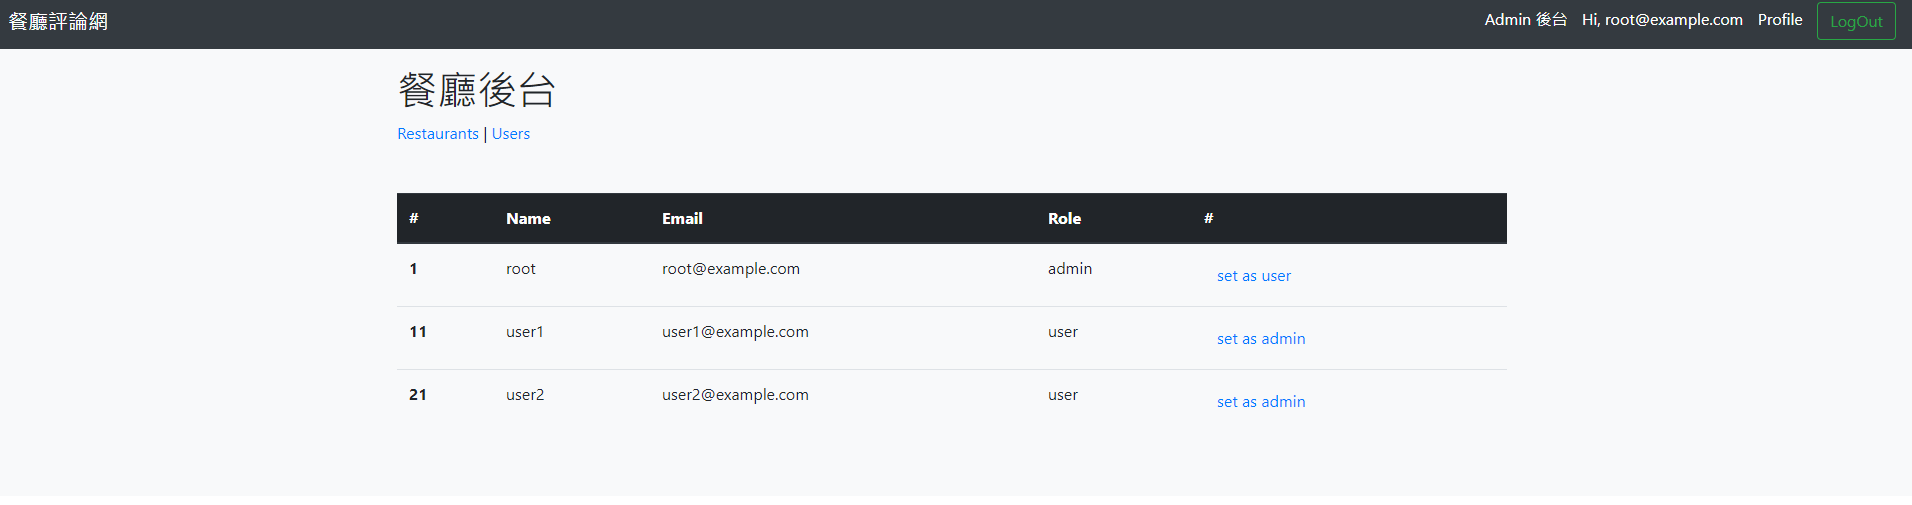 餐廳評論網 Admin 後台 Hi, root@example.com Profile LogOut
餐廳後台
Restaurants | Users
# Name Email Role #
1 root root@example.com admin set as user
11 user1 user1@example.com user set as admin
21 user2 user2@example.com user set as admin